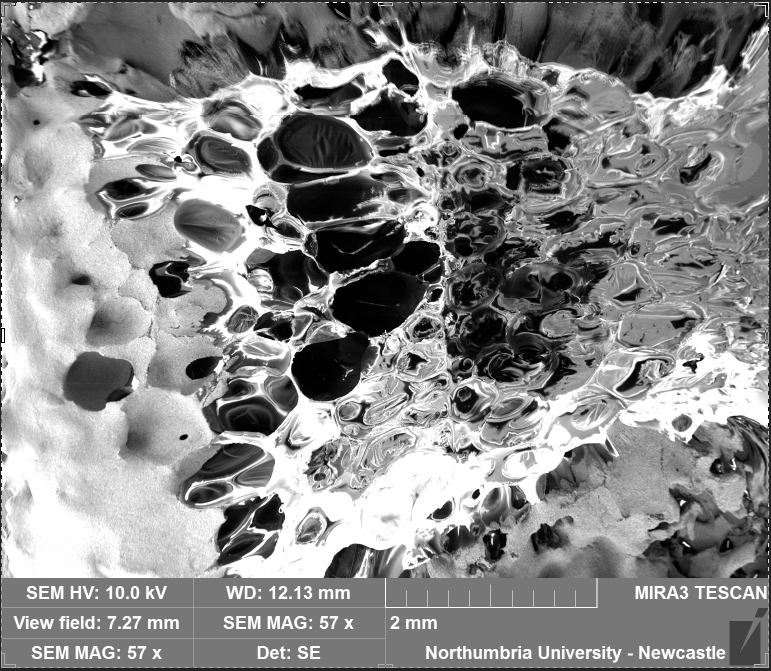 SEM HV: 10.0 kV WD: 12.13 mm MIRA3 TESCAN
View field: 7.27 mm SEM MAG: 57 x 2 mm
SEM MAG: 57 x Det: SE Northumbria University - Newcastle